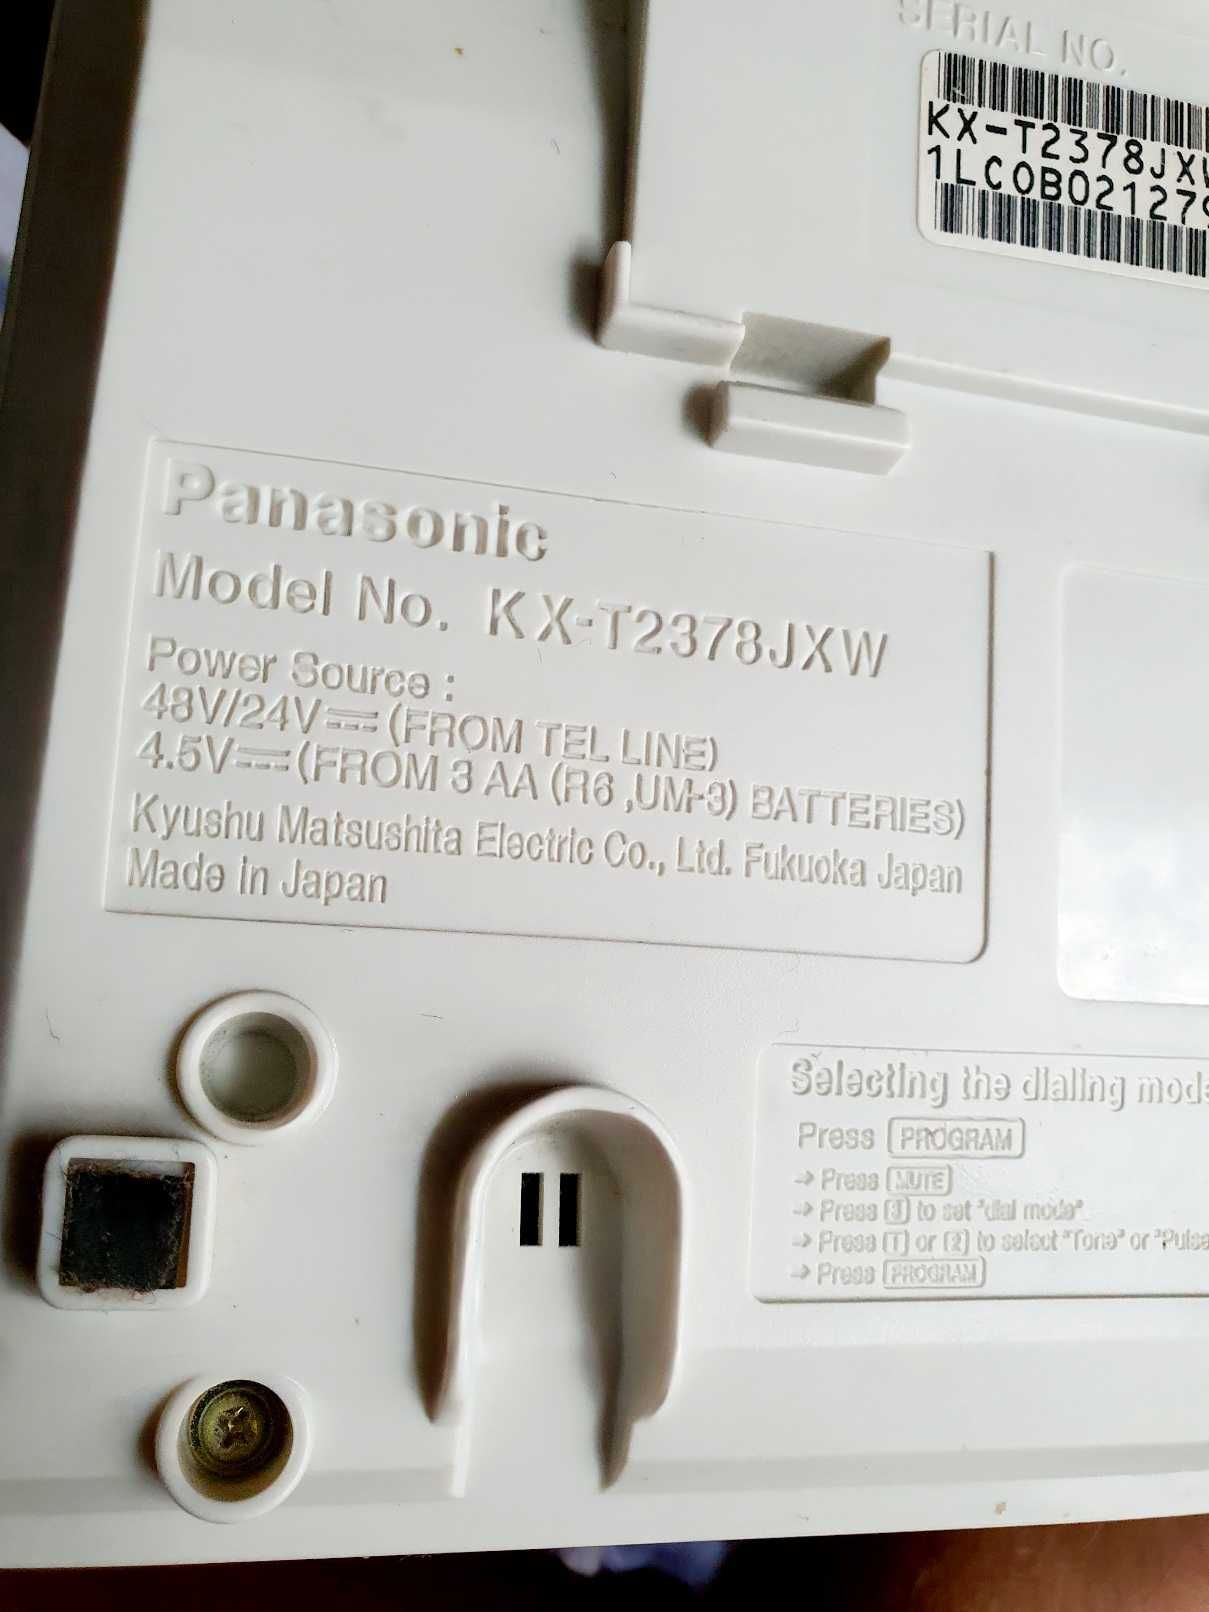 SERIAL NO.
KX-T2378JXW
1LCOB021279
Panasonic
Model No. KX-T2378JXW
Power Source :
48V/24V⎓(FROM TEL LINE)
4.5V⎓(FROM 3 AA (R6 ,UM-3) BATTERIES)
Kyushu Matsushita Electric Co., Ltd. Fukuoka Japan
Made in Japan
Selecting the dialing mode
Press PROGRAM
→ Press MUTE
→ Press 3 to set "dial mode"
→ Press 1 or 2 to select "Tone" or "Pulse
→ Press PROGRAM